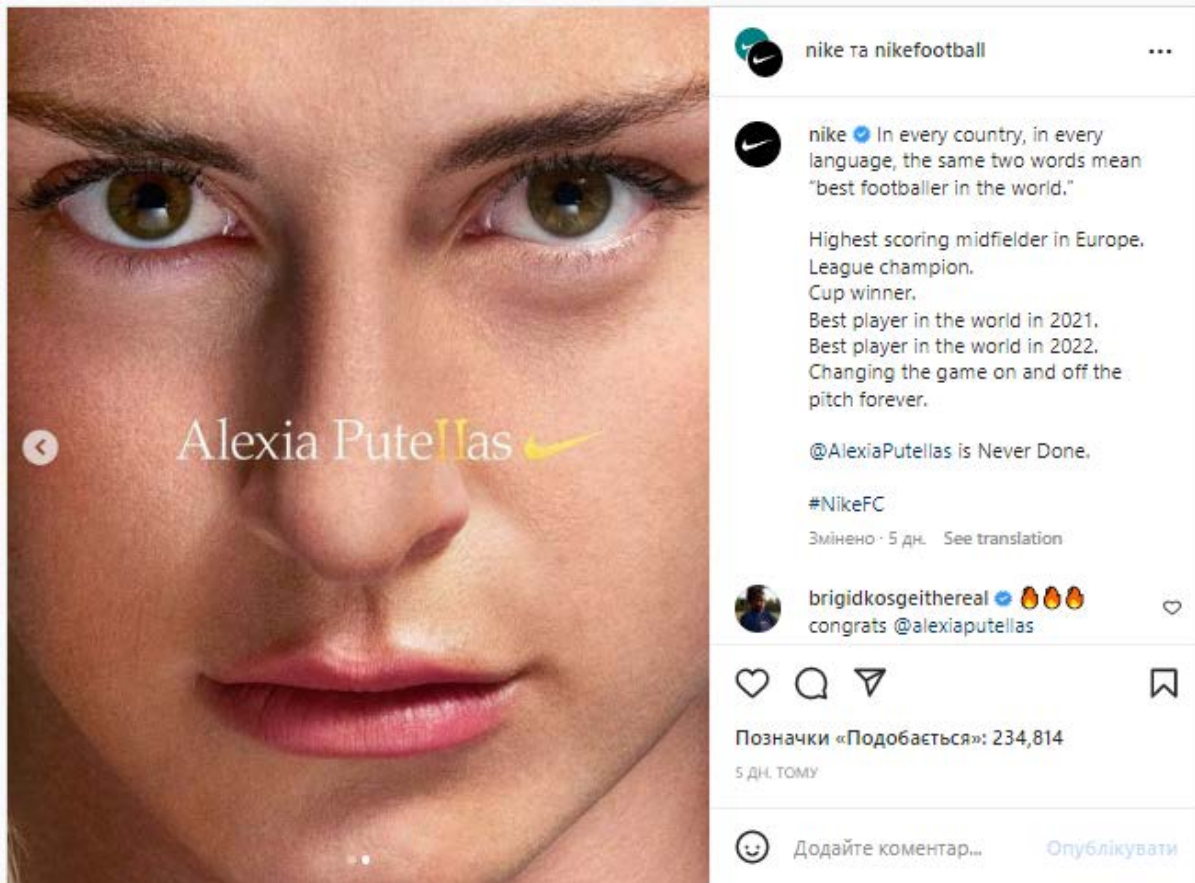 Alexia Putellas
nike та nikefootball
nike In every country, in every
language, the same two words mean
"best footballer in the world."
Highest scoring midfielder in Europe.
League champion.
Cup winner.
Best player in the world in 2021.
Best player in the world in 2022.
Changing the game on and off the
pitch forever.
@AlexiaPutellas is Never Done.
#NikeFC
Змінено · 5 дн. See translation
brigidkosgeithereal 🔥🔥🔥
congrats @alexiaputellas
Позначки «Подобається»: 234,814
5 ДН. ТОМУ
Додайте коментар... Опублікувати